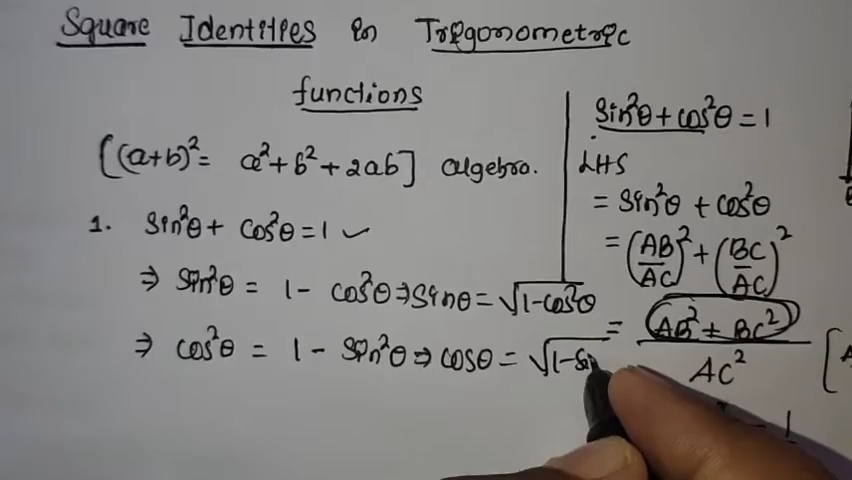 Square Identities in Trigonometric
functions
[(a+b)² = a²+b²+2ab] algebra.
1. Sin²θ + cos²θ = 1 ✓
⇒ Sin²θ = 1 - cos²θ ⇒ Sinθ = √1-cos²θ
⇒ cos²θ = 1 - Sin²θ ⇒ cosθ = √1-Sin
Sin²θ + cos²θ = 1
LHS
= Sin²θ + cos²θ
= (AB/AC)² + (BC/AC)²
= AB² + BC² / AC² [
1